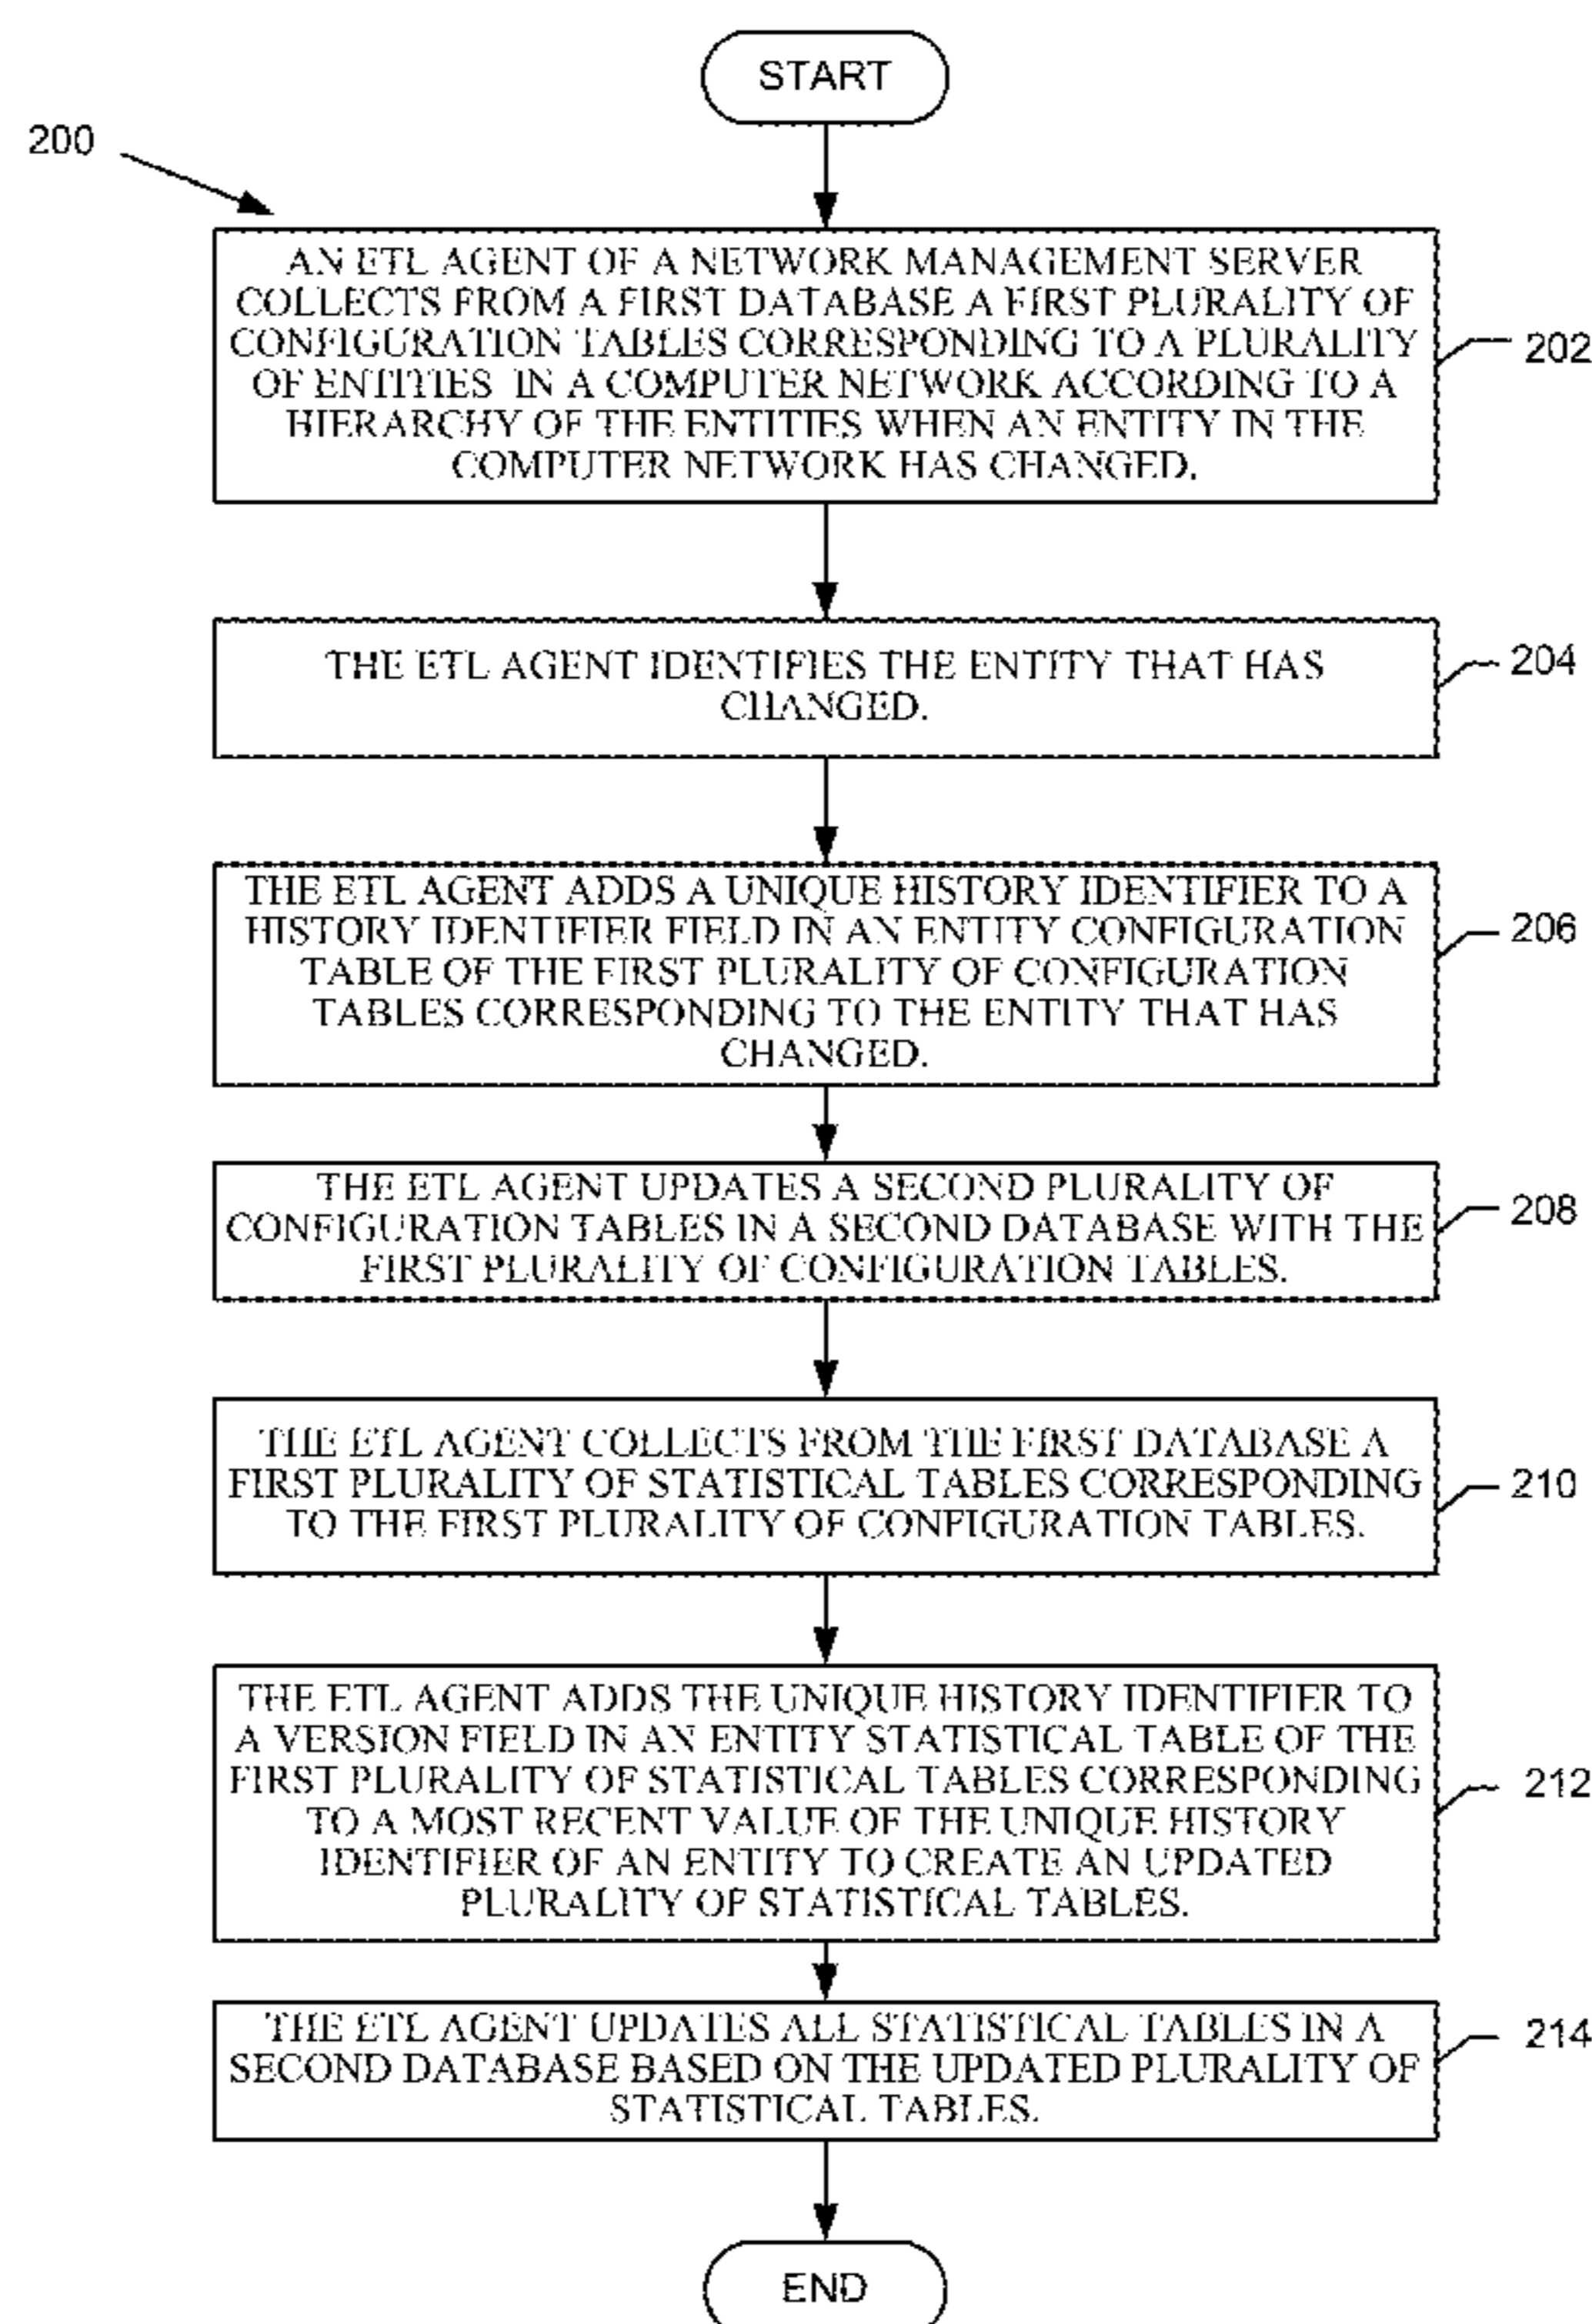 START
200
AN ETL AGENT OF A NETWORK MANAGEMENT SERVER
COLLECTS FROM A FIRST DATABASE A FIRST PLURALITY OF
CONFIGURATION TABLES CORRESPONDING TO A PLURALITY
OF ENTITIES IN A COMPUTER NETWORK ACCORDING TO A
HIERARCHY OF THE ENTITIES WHEN AN ENTITY IN THE
COMPUTER NETWORK HAS CHANGED.
202
THE ETL AGENT IDENTIFIES THE ENTITY THAT HAS
CHANGED.
204
THE ETL AGENT ADDS A UNIQUE HISTORY IDENTIFIER TO A
HISTORY IDENTIFIER FIELD IN AN ENTITY CONFIGURATION
TABLE OF THE FIRST PLURALITY OF CONFIGURATION
TABLES CORRESPONDING TO THE ENTITY THAT HAS
CHANGED.
206
THE ETL AGENT UPDATES A SECOND PLURALITY OF
CONFIGURATION TABLES IN A SECOND DATABASE WITH THE
FIRST PLURALITY OF CONFIGURATION TABLES.
208
THE ETL AGENT COLLECTS FROM THE FIRST DATABASE A
FIRST PLURALITY OF STATISTICAL TABLES CORRESPONDING
TO THE FIRST PLURALITY OF CONFIGURATION TABLES.
210
THE ETL AGENT ADDS THE UNIQUE HISTORY IDENTIFIER TO
A VERSION FIELD IN AN ENTITY STATISTICAL TABLE OF THE
FIRST PLURALITY OF STATISTICAL TABLES CORRESPONDING
TO A MOST RECENT VALUE OF THE UNIQUE HISTORY
IDENTIFIER OF AN ENTITY TO CREATE AN UPDATED
PLURALITY OF STATISTICAL TABLES.
212
THE ETL AGENT UPDATES ALL STATISTICAL TABLES IN A
SECOND DATABASE BASED ON THE UPDATED PLURALITY OF
STATISTICAL TABLES.
214
END